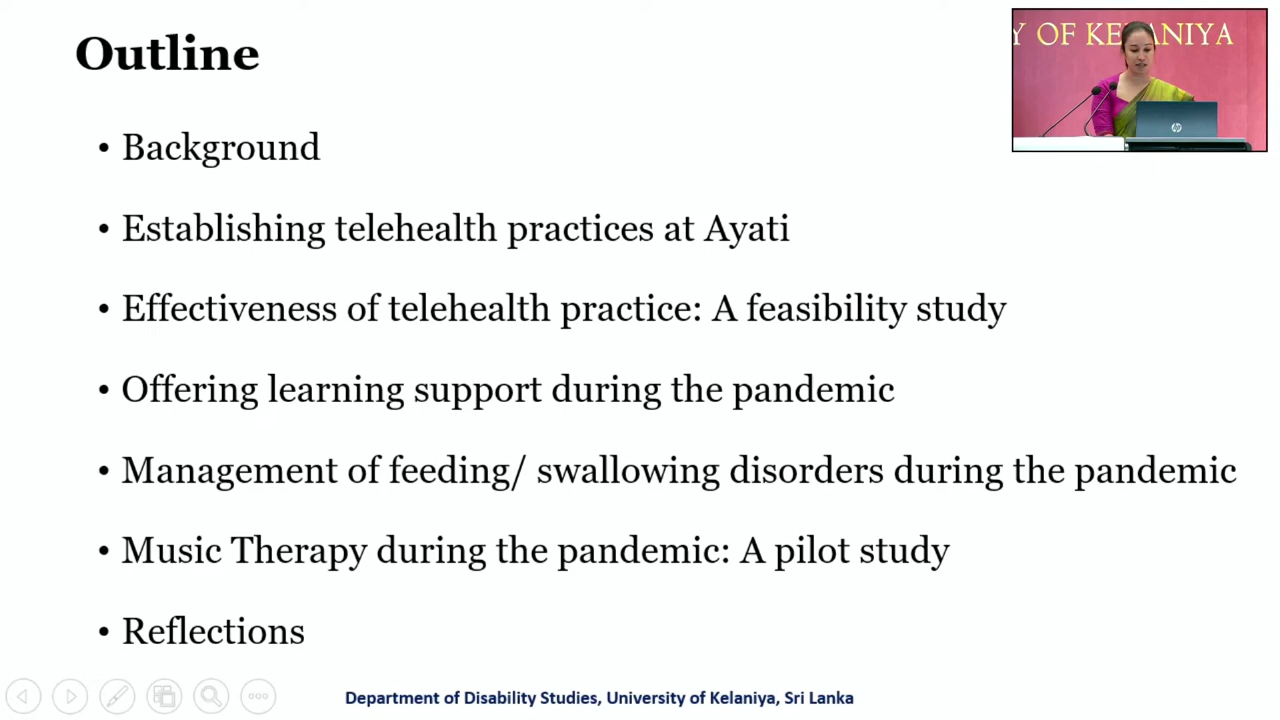 Outline
Y OF KELANIYA
• Background
• Establishing telehealth practices at Ayati
• Effectiveness of telehealth practice: A feasibility study
• Offering learning support during the pandemic
• Management of feeding/ swallowing disorders during the pandemic
• Music Therapy during the pandemic: A pilot study
• Reflections
Department of Disability Studies, University of Kelaniya, Sri Lanka